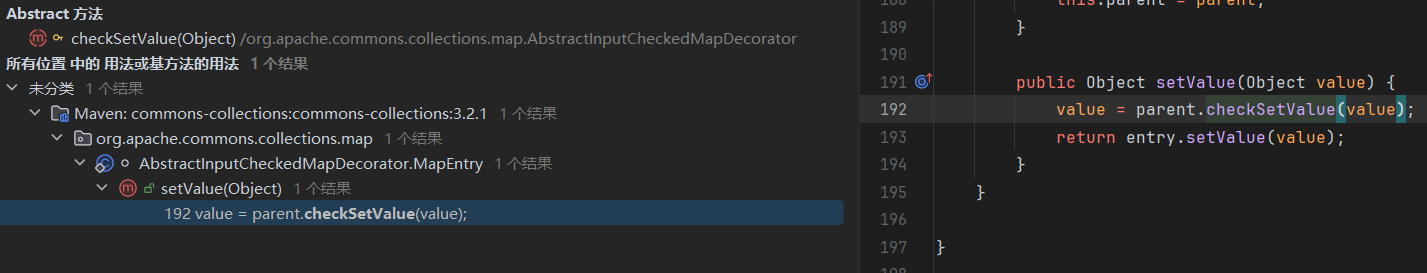 Abstract 方法
checkSetValue(Object) /org.apache.commons.collections.map.AbstractInputCheckedMapDecorator
所有位置 中的 用法或基方法的用法 1 个结果
未分类 1 个结果
Maven: commons-collections:commons-collections:3.2.1 1 个结果
org.apache.commons.collections.map 1 个结果
AbstractInputCheckedMapDecorator.MapEntry 1 个结果
setValue(Object) 1 个结果
192 value = parent.checkSetValue(value);
188 this.parent = parent;
189 }
190
191 public Object setValue(Object value) {
192 value = parent.checkSetValue(value);
193 return entry.setValue(value);
194 }
195 }
196
197 }